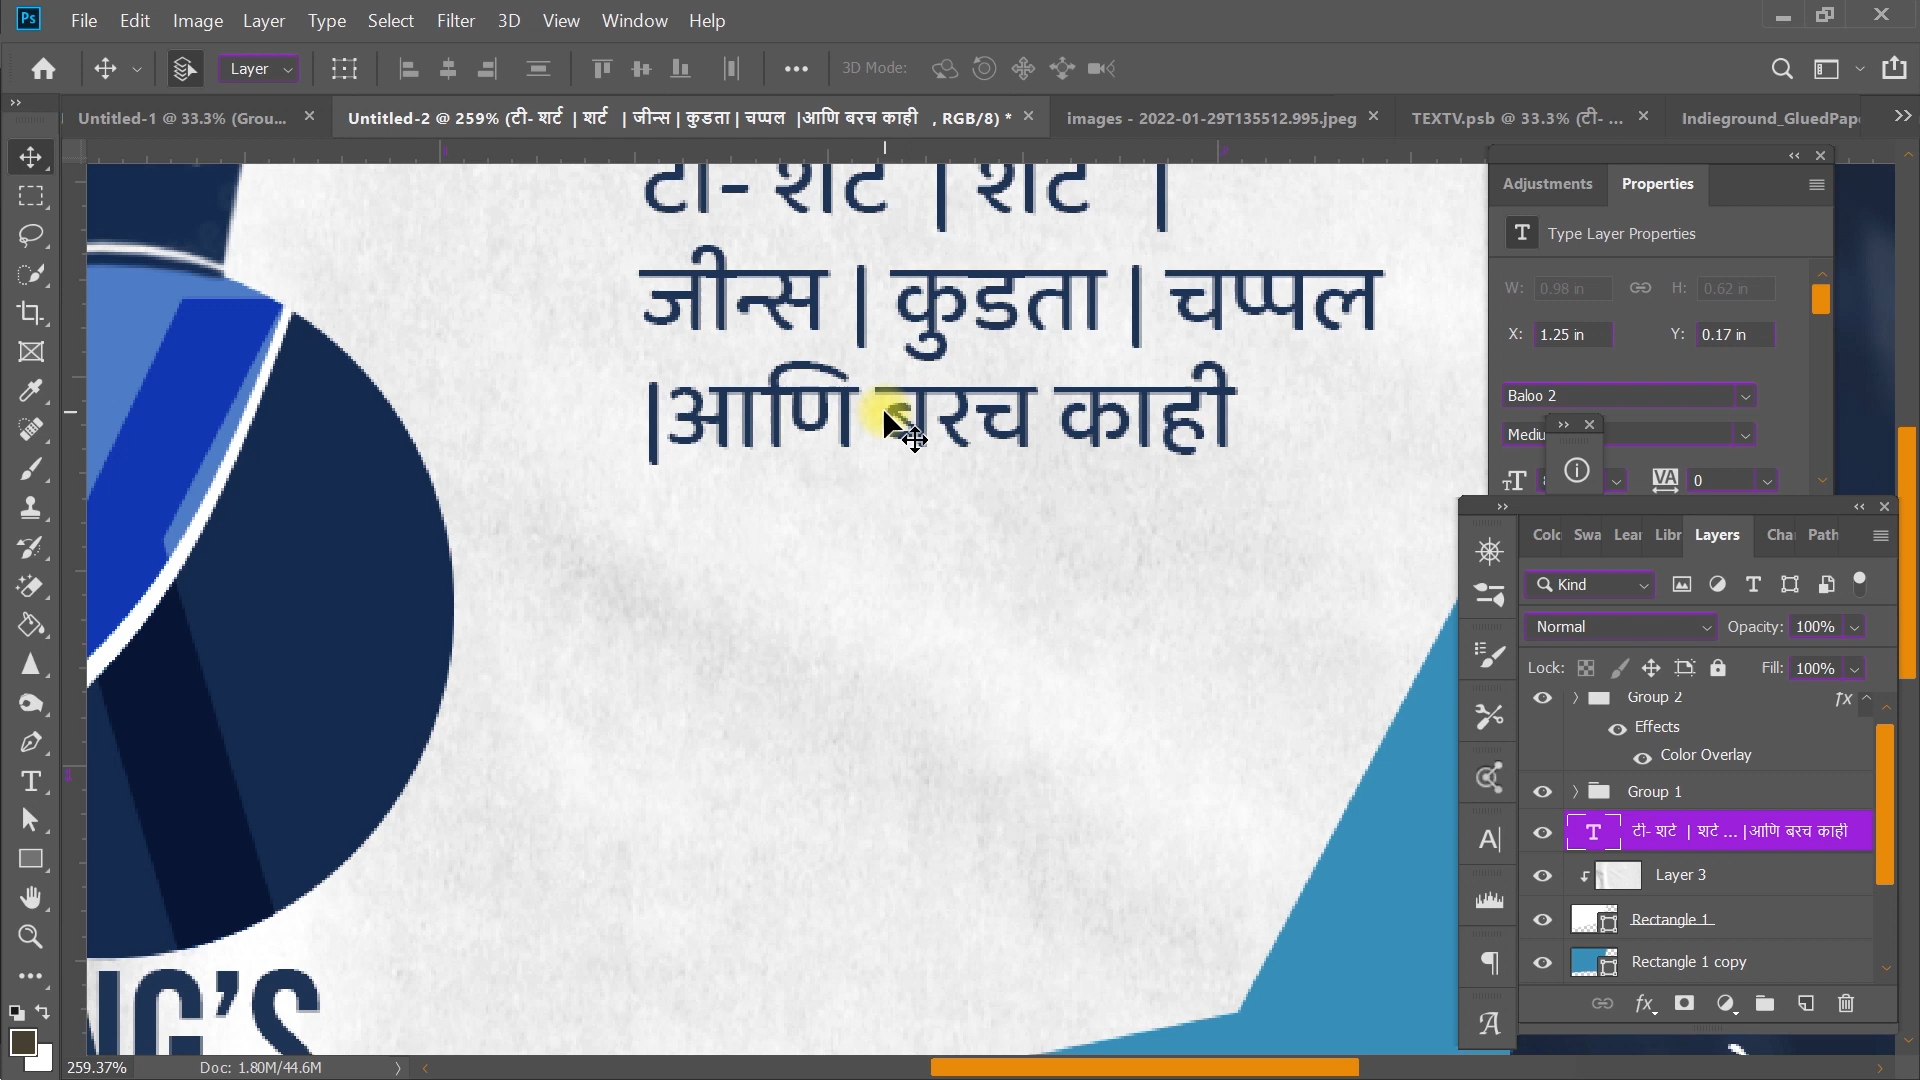 Ps File Edit Image Layer Type Select Filter 3D View Window Help
Layer 3D Mode:
Untitled-1 @ 33.3% (Grou... Untitled-2 @ 259% (टी- शर्ट | शर्ट | जीन्स | कुडता | चप्पल |आणि बरच काही , RGB/8) * images - 2022-01-29T135512.995.jpeg TEXTV.psb @ 33.3% (टी- ... Indieground_GluedPape
टी- शर्ट | शर्ट |
जीन्स | कुडता | चप्पल
|आणि बरच काही
Adjustments Properties
T Type Layer Properties
W: 0.98 in H: 0.62 in
X: 1.25 in Y: 0.17 in
Baloo 2
Mediu
0
Colc Swa Lear Libr Layers Cha Path
Kind
Normal Opacity: 100%
Lock: Fill: 100%
Group 2 fx
Effects
Color Overlay
Group 1
T टी- शर्ट | शर्ट ... |आणि बरच काही
Layer 3
Rectangle 1
Rectangle 1 copy
259.37% Doc: 1.80M/44.6M